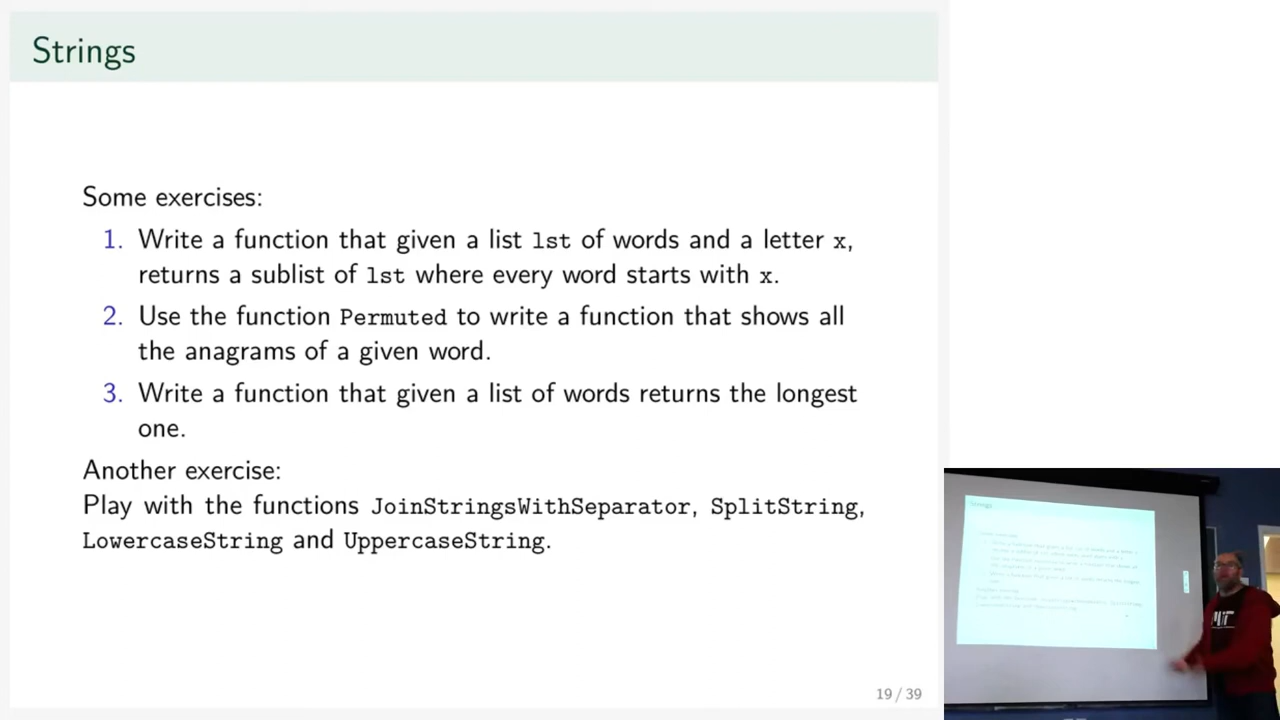 Strings
Some exercises:
1. Write a function that given a list lst of words and a letter x,
returns a sublist of lst where every word starts with x.
2. Use the function Permuted to write a function that shows all
the anagrams of a given word.
3. Write a function that given a list of words returns the longest
one.
Another exercise:
Play with the functions JoinStringsWithSeparator, SplitString,
LowercaseString and UppercaseString.
19 / 39
Strings
MIT